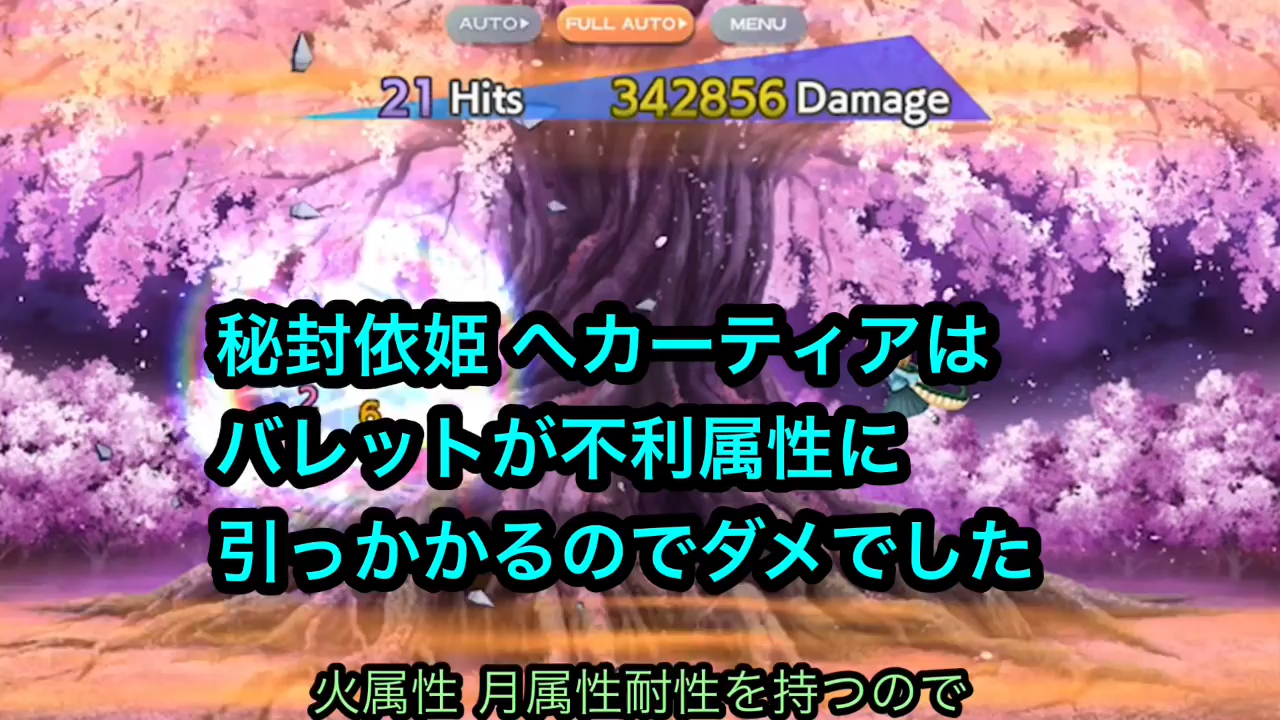 AUTO▶ FULL AUTO▶ MENU
21 Hits 342856 Damage
秘封依姫 ヘカーティアは
2 6
バレットが不利属性に
引っかかるのでダメでした
火属性 月属性耐性を持つので